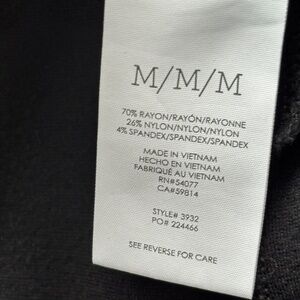 M/M/M
70% RAYON/RAYÓN/RAYONNE
26% NYLON/NYLON/NYLON
4% SPANDEX/SPANDEX/SPANDEX
MADE IN VIETNAM
HECHO EN VIETNAM
FABRIQUÉ AU VIETNAM
RN#54077
CA#59814
STYLE# 3932
PO# 224466
SEE REVERSE FOR CARE